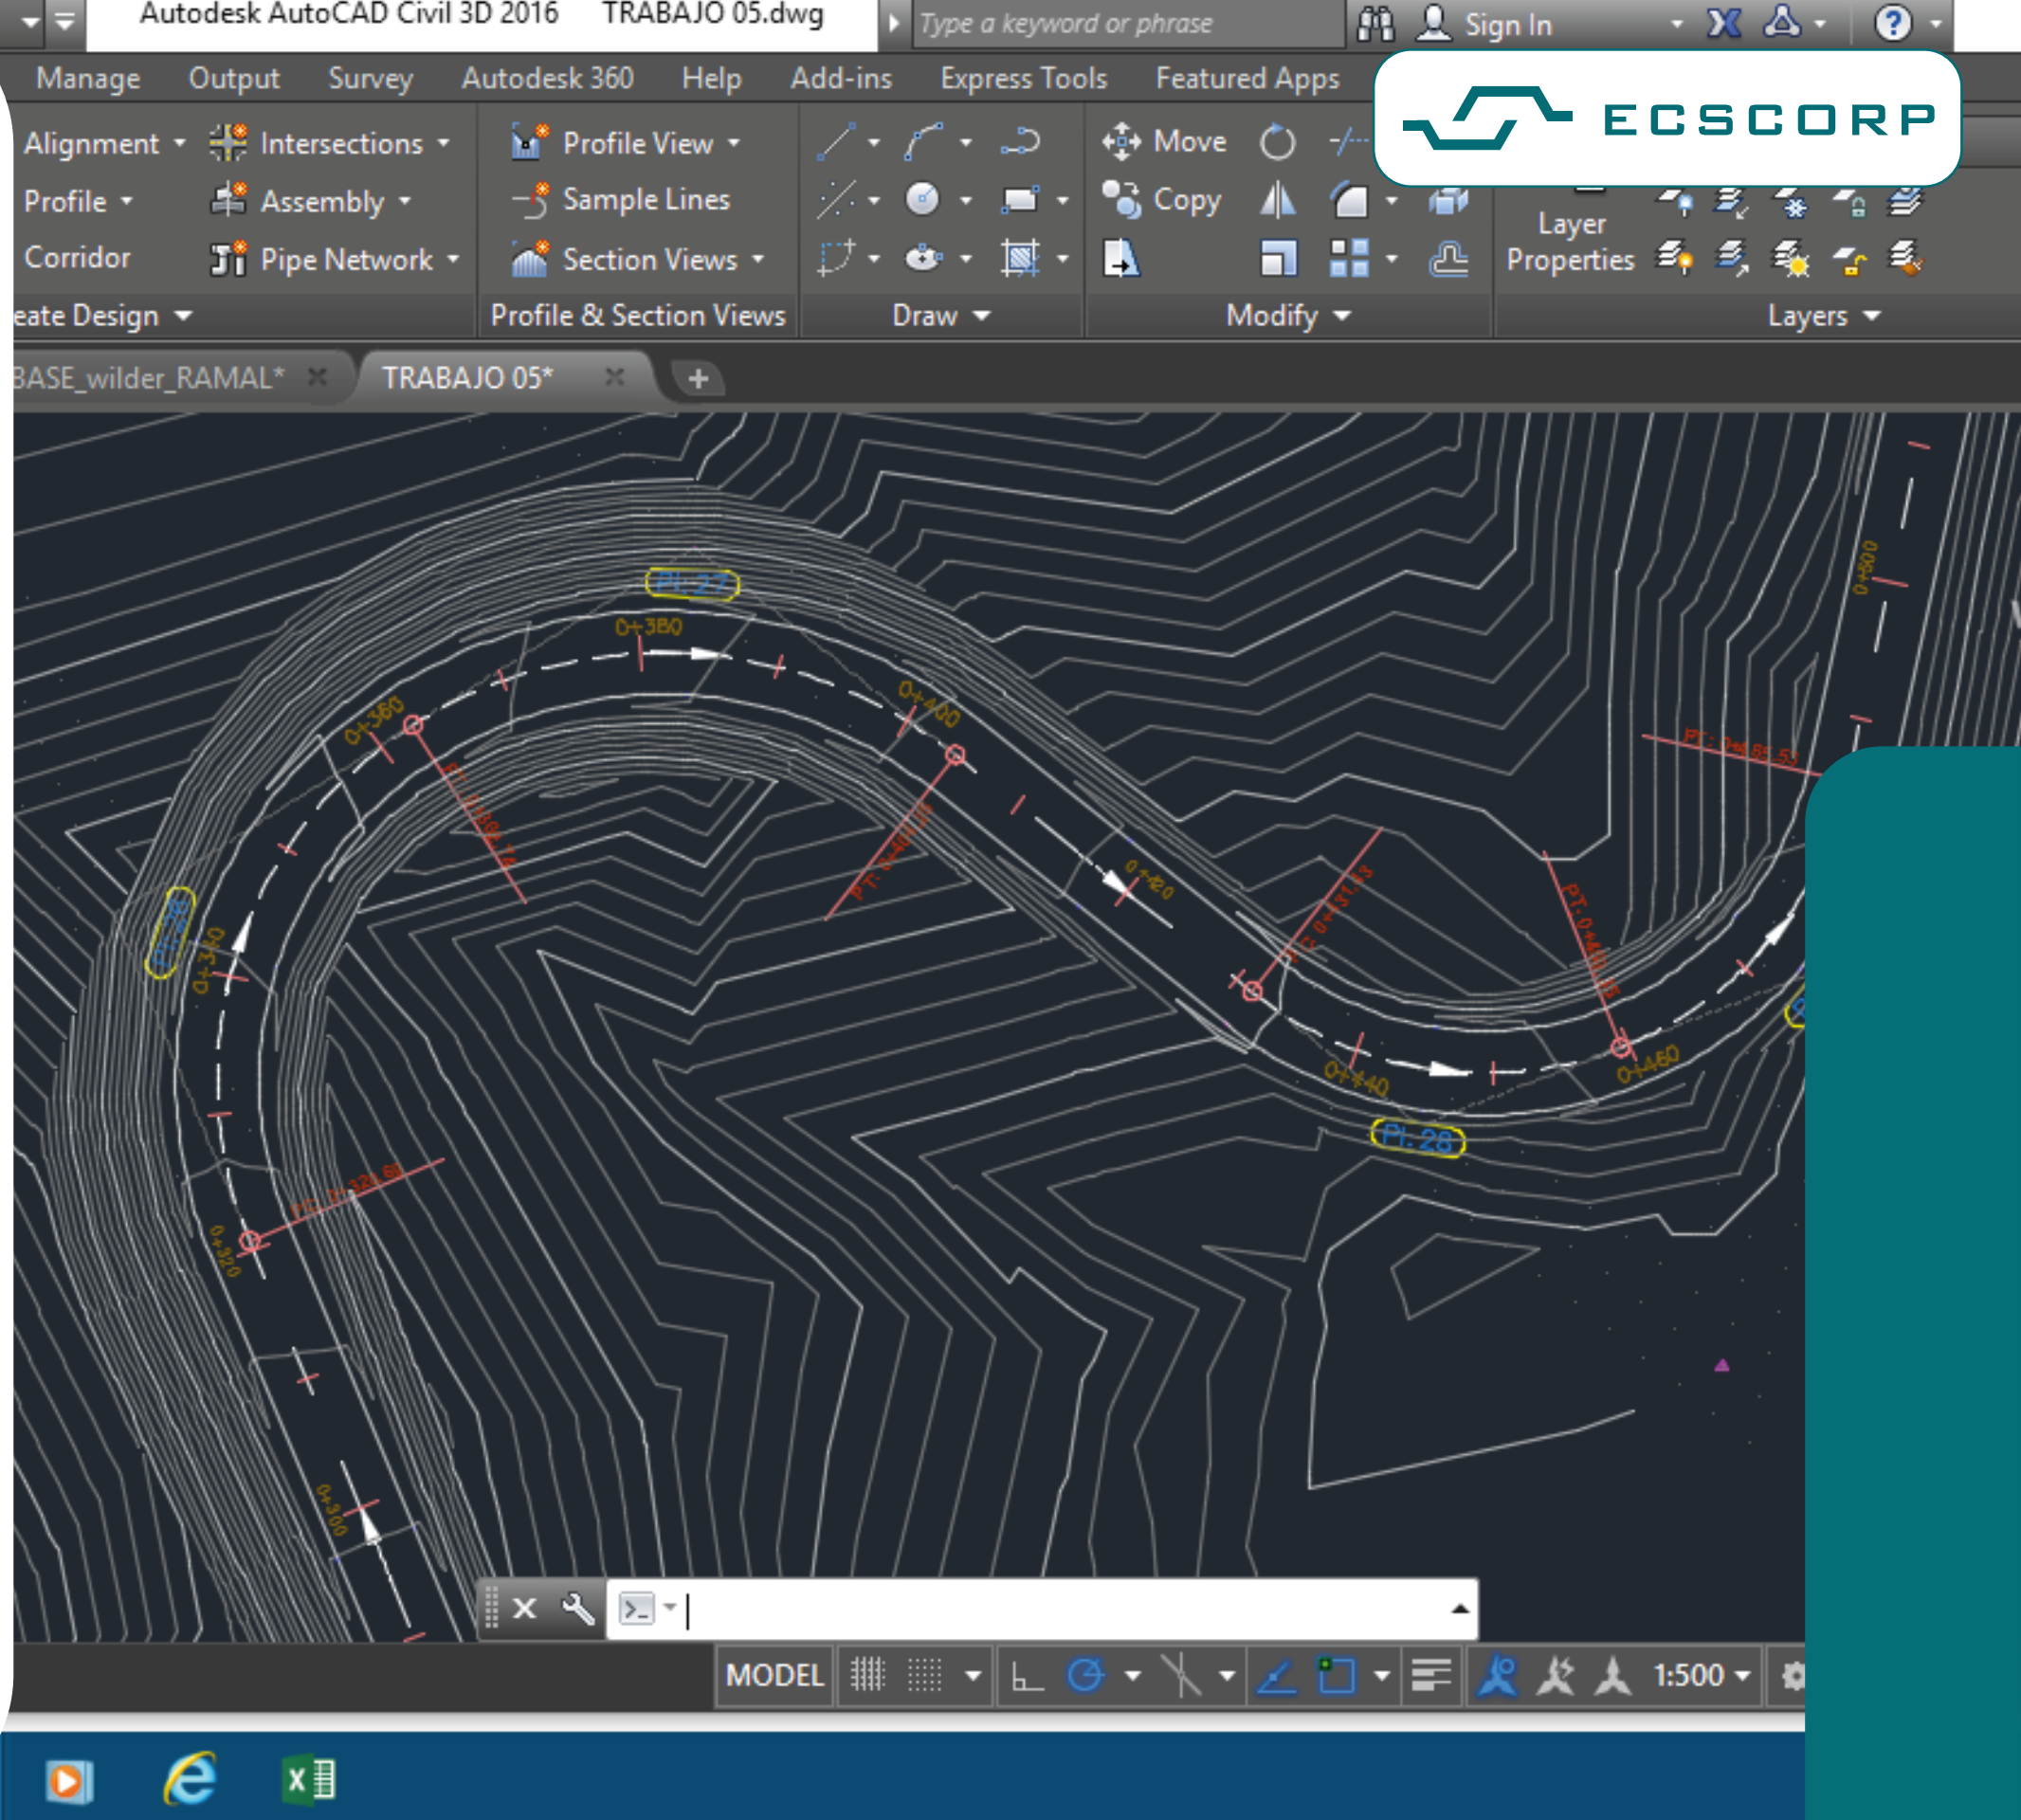 Autodesk AutoCAD Civil 3D 2016 TRABAJO 05.dwg
Type a keyword or phrase
Sign In
Manage Output Survey Autodesk 360 Help Add-ins Express Tools Featured Apps
ECSCORP
Alignment Intersections Profile View Move
Profile Assembly Sample Lines Copy
Layer
Corridor Pipe Network Section Views Properties
eate Design Profile & Section Views Draw Modify Layers
BASE_wilder_RAMAL* TRABAJO 05*
0+500
PI: 27
0+380
0+400
0+360
0+420
0+340
0+440
0+460
PI: 28
0+320
0+300
MODEL 1:500